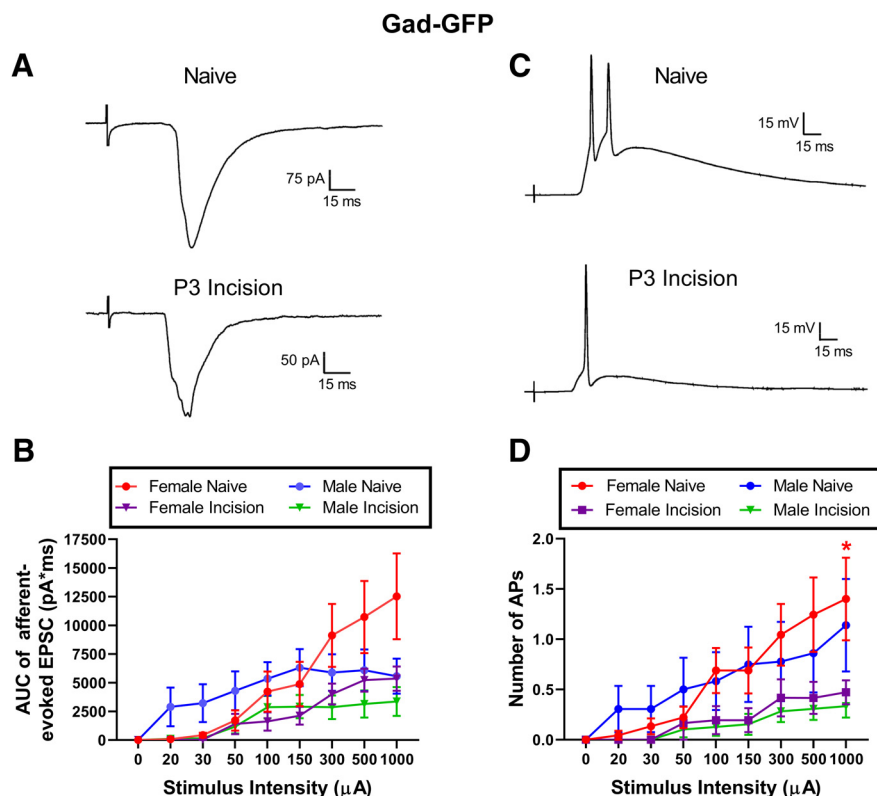 Gad-GFP
A
Naive
75 pA
15 ms
P3 Incision
50 pA
15 ms
C
Naive
15 mV
15 ms
P3 Incision
15 mV
15 ms
B
Female Naive
Male Naive
Female Incision
Male Incision
AUC of afferent-
evoked EPSC (pA*ms)
17500
15000
12500
10000
7500
5000
2500
0
0 20 30 50 100 150 300 500 1000
Stimulus Intensity (μA)
D
Female Naive
Male Naive
Female Incision
Male Incision
Number of APs
2.0
1.5
1.0
0.5
0.0
*
0 20 30 50 100 150 300 500 1000
Stimulus Intensity (μA)